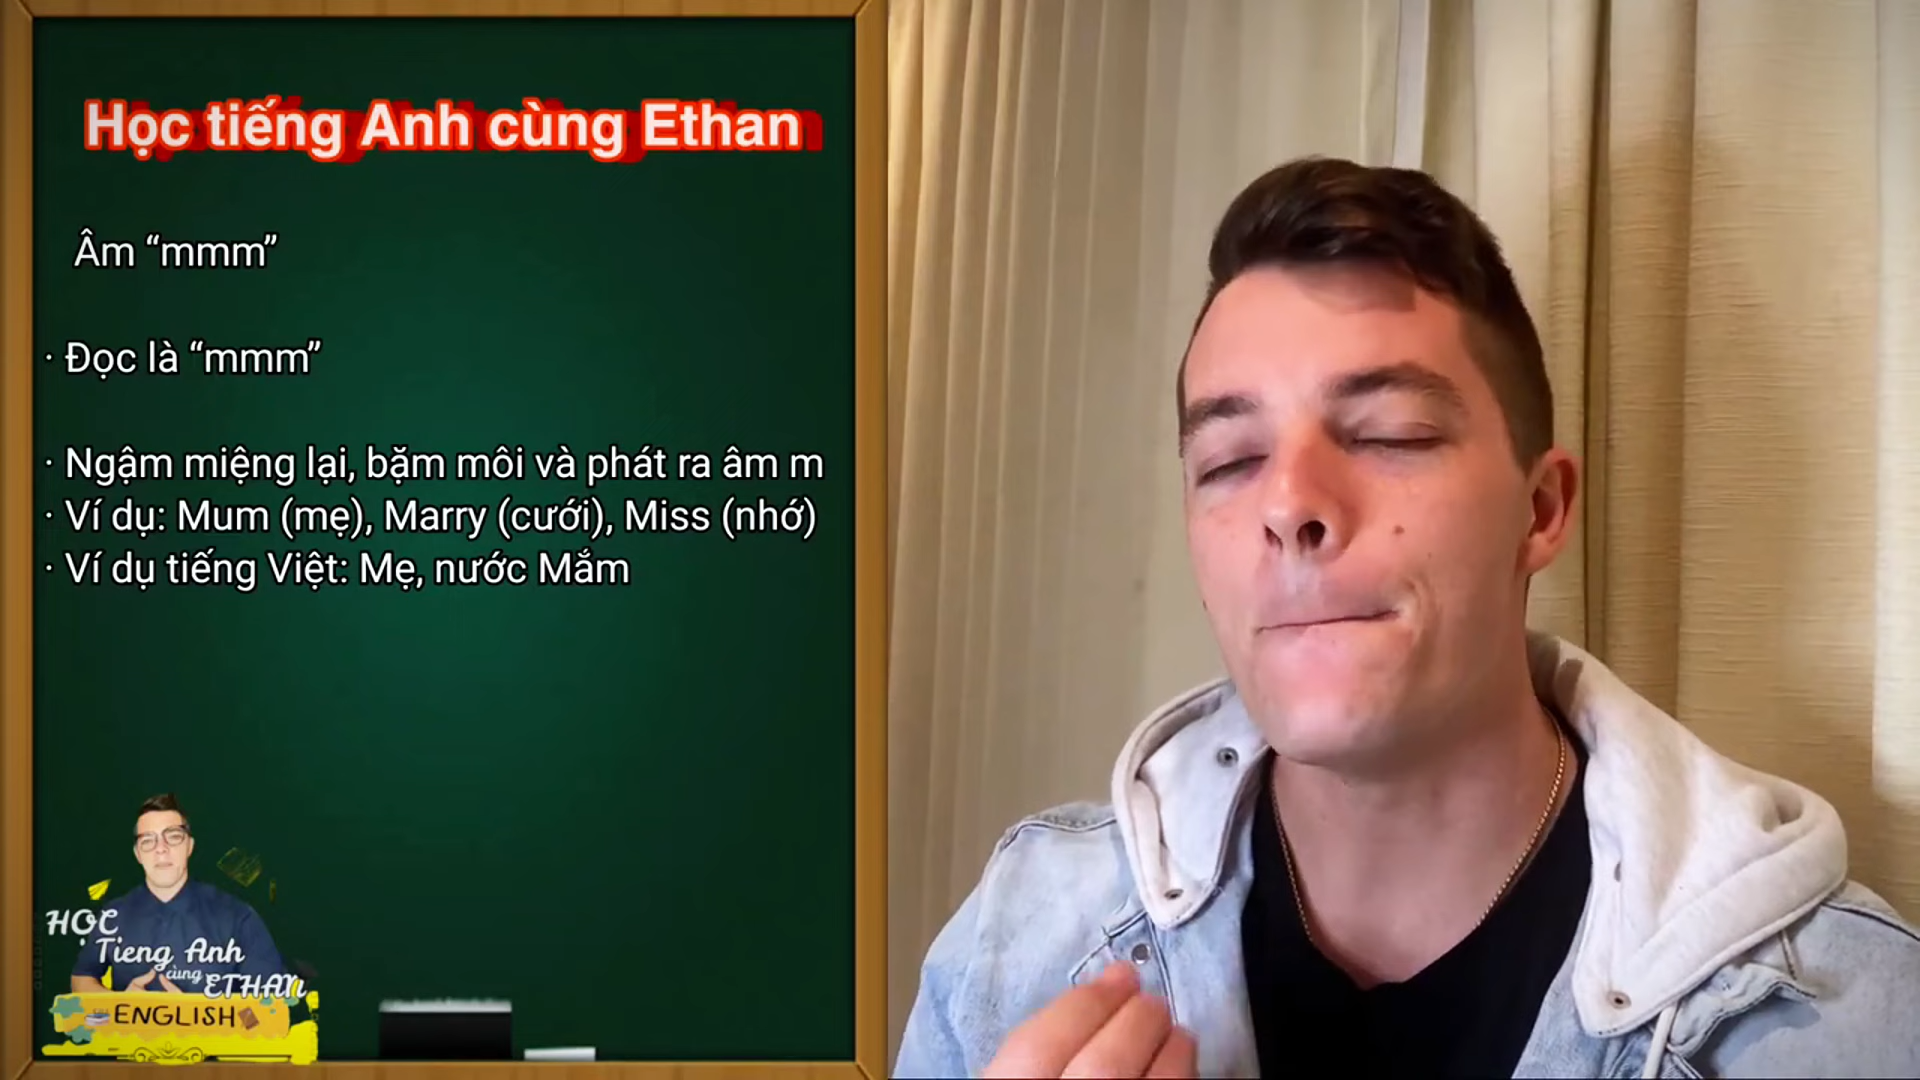 Học tiếng Anh cùng Ethan
Âm “mmm”
· Đọc là “mmm”
· Ngậm miệng lại, bặm môi và phát ra âm m
· Ví dụ: Mum (mẹ), Marry (cưới), Miss (nhớ)
· Ví dụ tiếng Việt: Mẹ, nước Mắm
HỌC
Tieng Anh
cùng ETHAN
ENGLISH